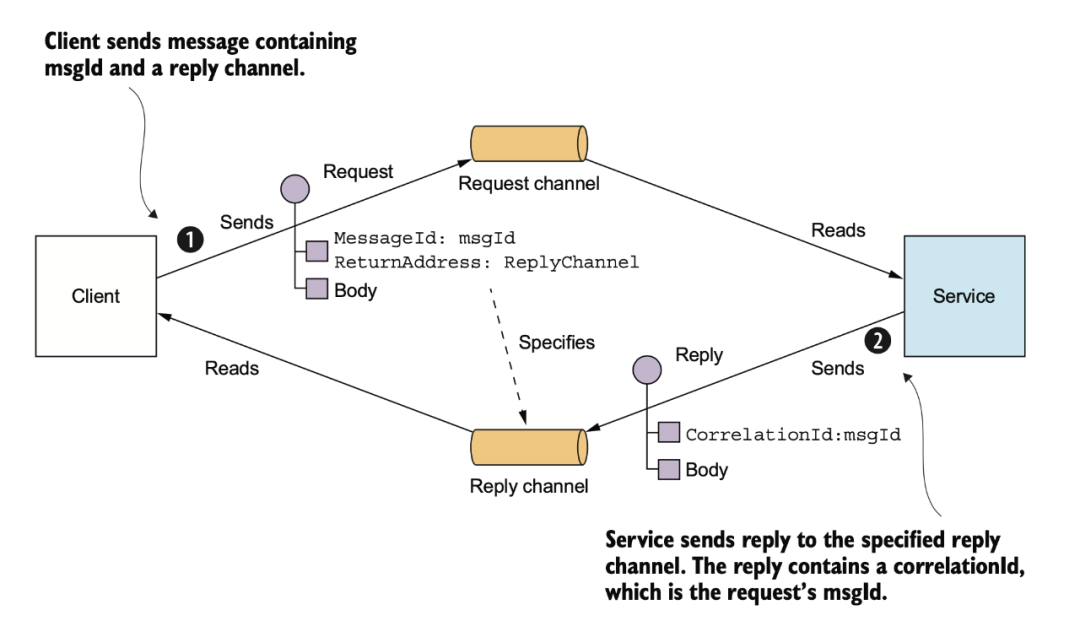 Client sends message containing
msgId and a reply channel.
Request
Request channel
Sends
1
Reads
MessageId: msgId
ReturnAddress: ReplyChannel
Body
Client
Service
Specifies
2
Reply
Sends
Reads
CorrelationId:msgId
Body
Reply channel
Service sends reply to the specified reply
channel. The reply contains a correlationId,
which is the request’s msgId.